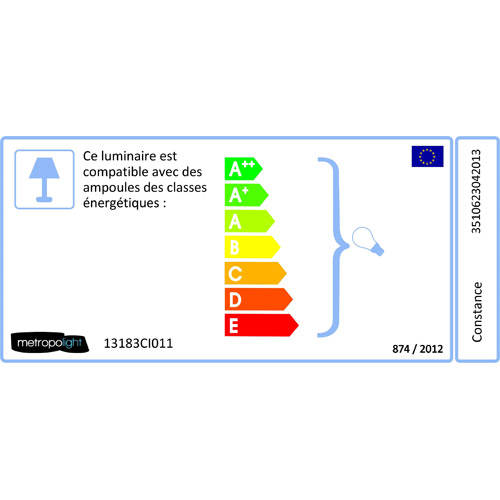 Ce luminaire est
compatible avec des
ampoules des classes
énergétiques :
A++
A+
A
B
C
D
E
metropolight
13183CI011
874 / 2012
Constance
3510623042013